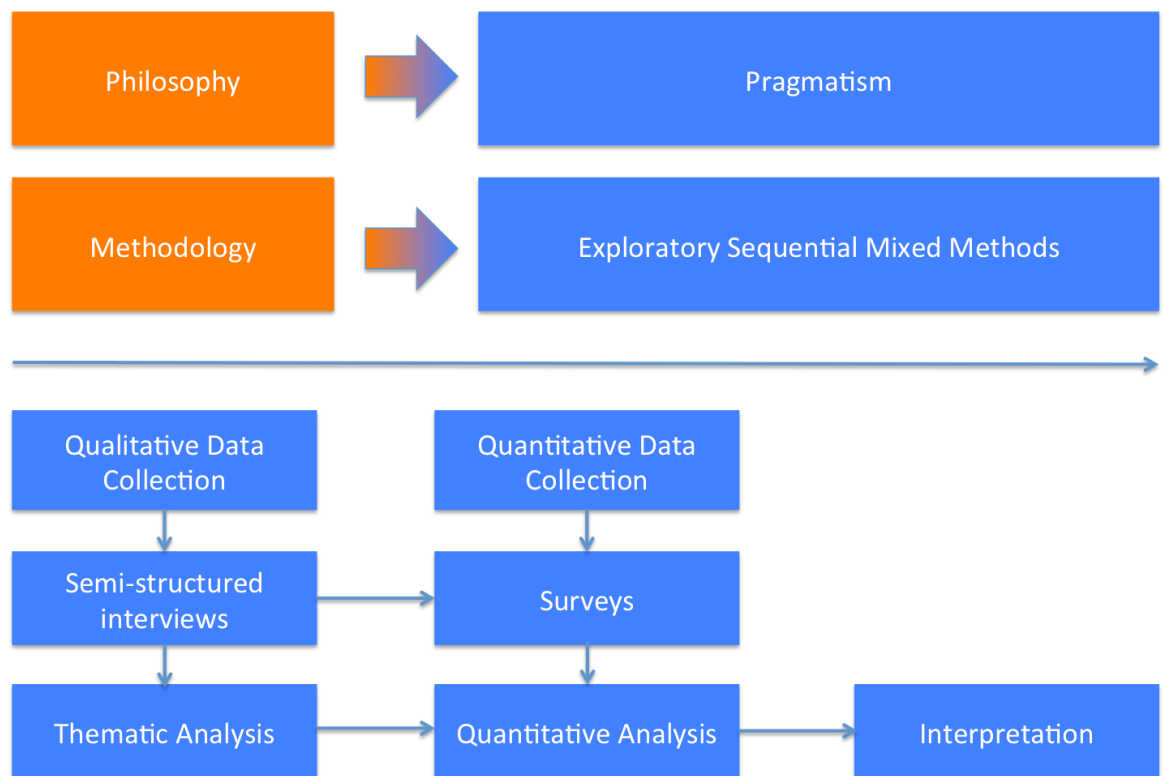 Philosophy
Pragmatism
Methodology
Exploratory Sequential Mixed Methods
Qualitative Data
Collection
Quantitative Data
Collection
Semi-structured
interviews
Surveys
Thematic Analysis
Quantitative Analysis
Interpretation